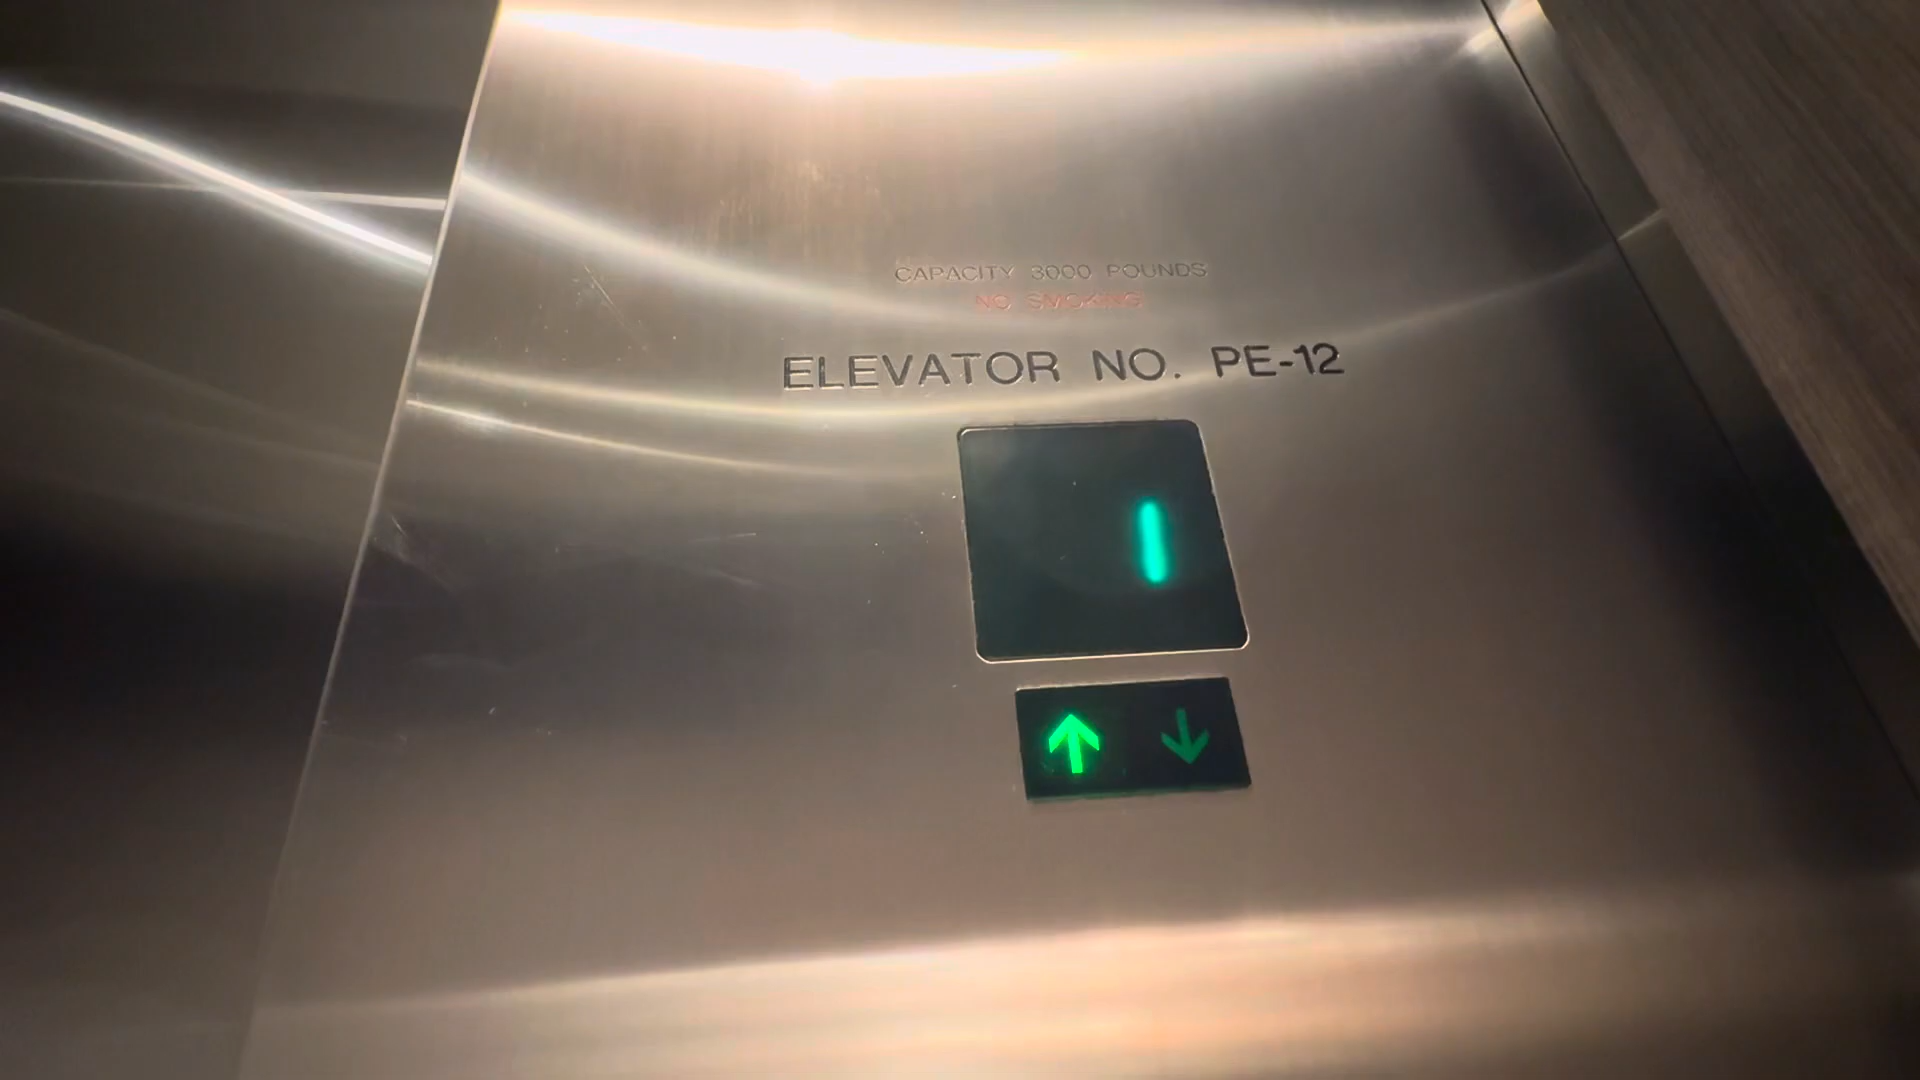 CAPACITY 3000 POUNDS
NO SMOKING
ELEVATOR NO. PE-12
1